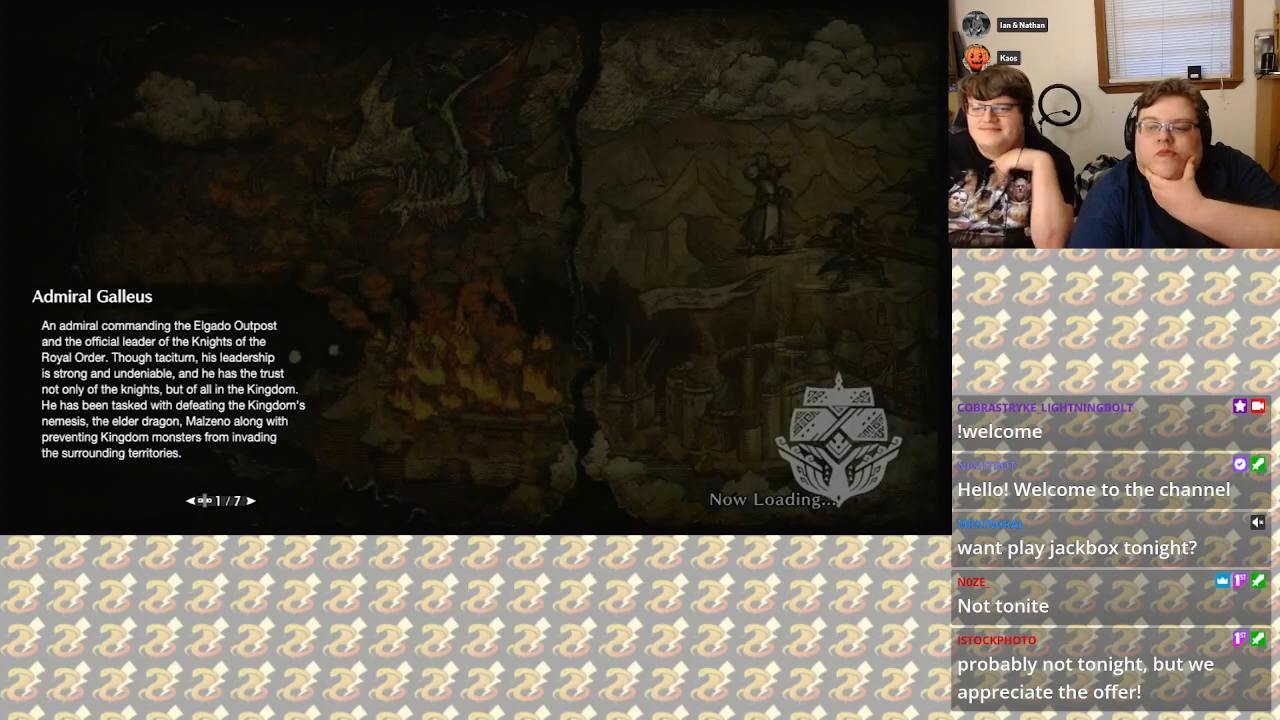 Ian & Nathan
Kaos
Admiral Galleus
An admiral commanding the Elgado Outpost
and the official leader of the Knights of the
Royal Order. Though taciturn, his leadership
is strong and undeniable, and he has the trust
not only of the knights, but of all in the Kingdom.
He has been tasked with defeating the Kingdom's
nemesis, the elder dragon, Malzeno along with
preventing Kingdom monsters from invading
the surrounding territories.
1 / 7
Now Loading...
COBRASTRYKE_LIGHTNINGBOLT
!welcome
Hello! Welcome to the channel
want play jackbox tonight?
N0ZE_
Not tonite
ISTOCKPHOTO
probably not tonight, but we
appreciate the offer!